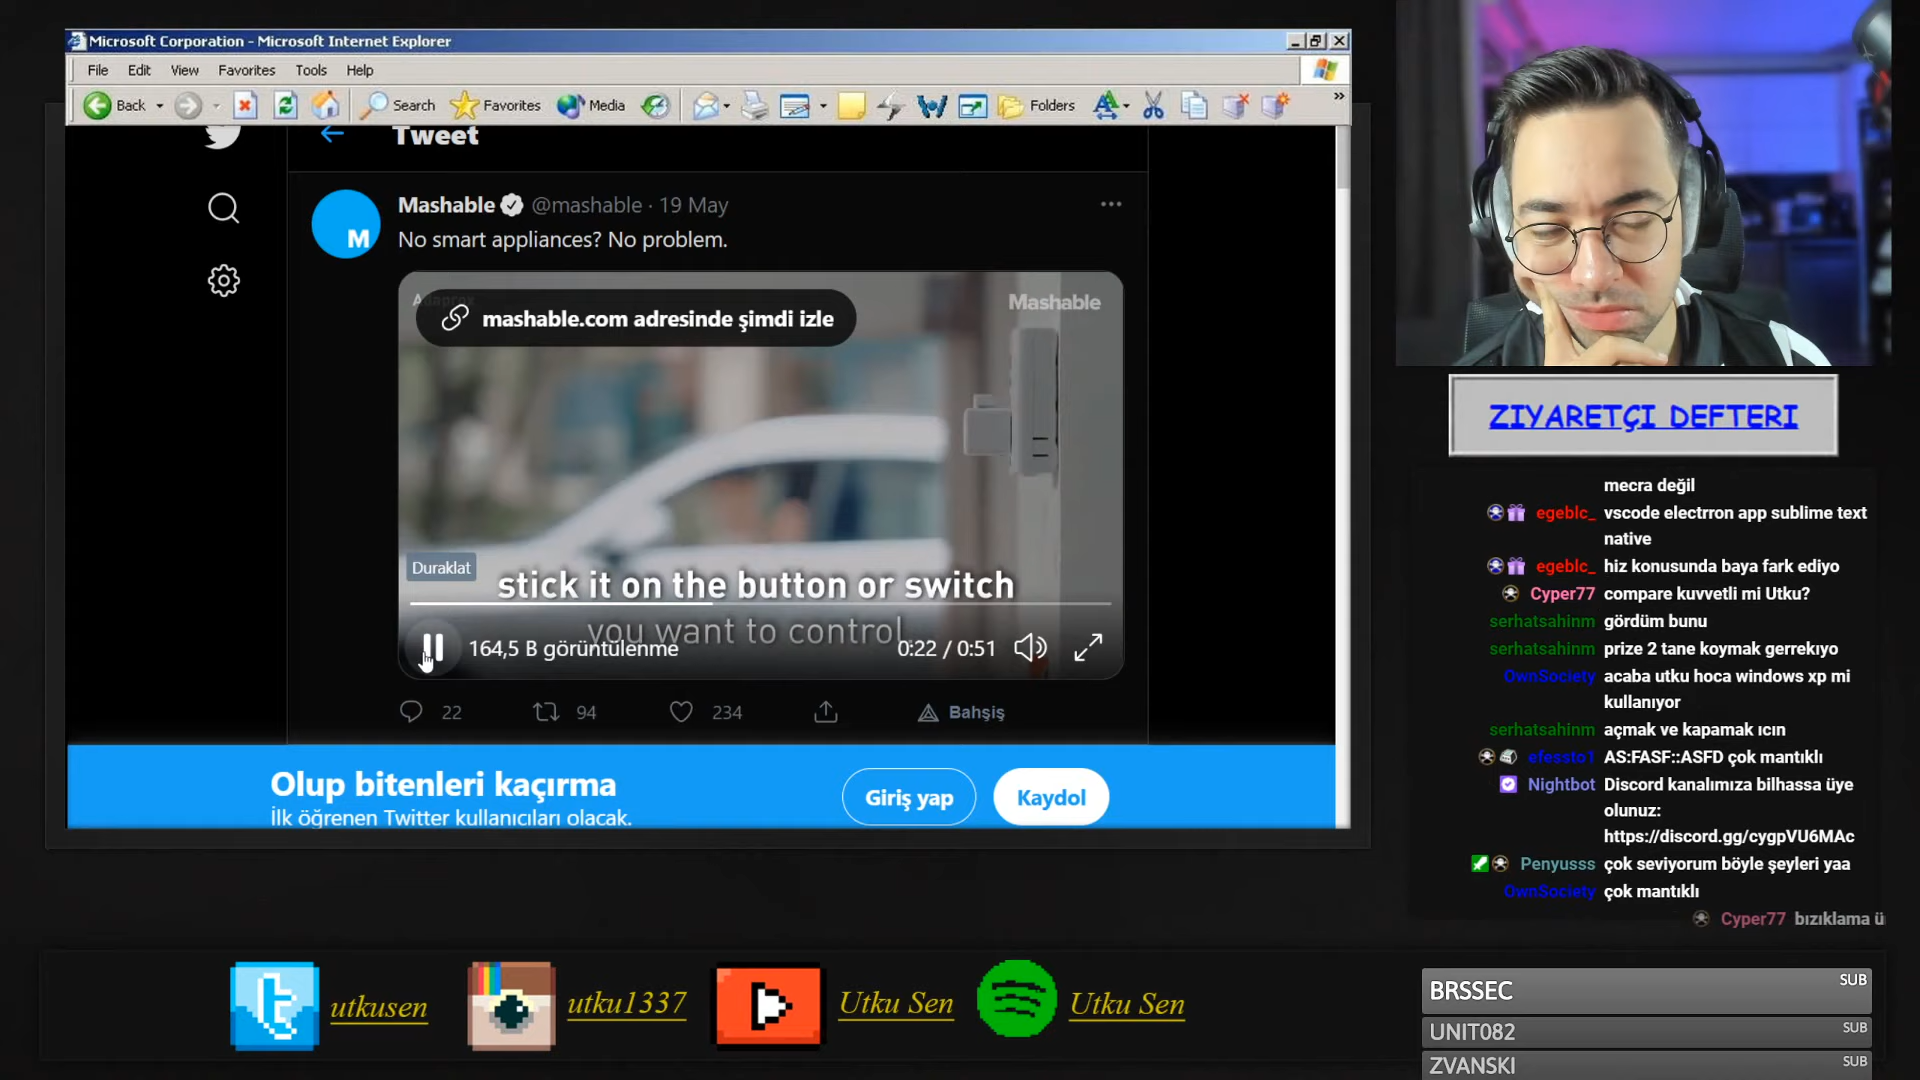 Microsoft Corporation - Microsoft Internet Explorer
File Edit View Favorites Tools Help
Back Search Favorites Media Folders »
Tweet
Mashable @mashable · 19 May
No smart appliances? No problem.
M
Adaprox
Mashable
mashable.com adresinde şimdi izle
Duraklat
stick it on the button or switch
you want to control.
164,5 B görüntülenme
0:22 / 0:51
22 94 234 Bahşiş
Olup bitenleri kaçırma
İlk öğrenen Twitter kullanıcıları olacak.
Giriş yap Kaydol
ZIYARETÇI DEFTERI
mecra değil
egeblc_ vscode electrron app sublime text
native
egeblc_ hiz konusunda baya fark ediyo
Cyper77 compare kuvvetli mi Utku?
serhatsahinm gördüm bunu
serhatsahinm prize 2 tane koymak gerrekıyo
OwnSociety acaba utku hoca windows xp mi
kullanıyor
serhatsahinm açmak ve kapamak ıcın
efessto1 AS:FASF::ASFD çok mantıklı
Nightbot Discord kanalımıza bilhassa üye
olunuz:
https://discord.gg/cygpVU6MAc
Penyusss çok seviyorum böyle şeyleri yaa
OwnSociety çok mantıklı
Cyper77 bızıklama ü
utkusen utku1337 Utku Sen Utku Sen
BRSSEC SUB
UNIT082 SUB
ZVANSKI SUB